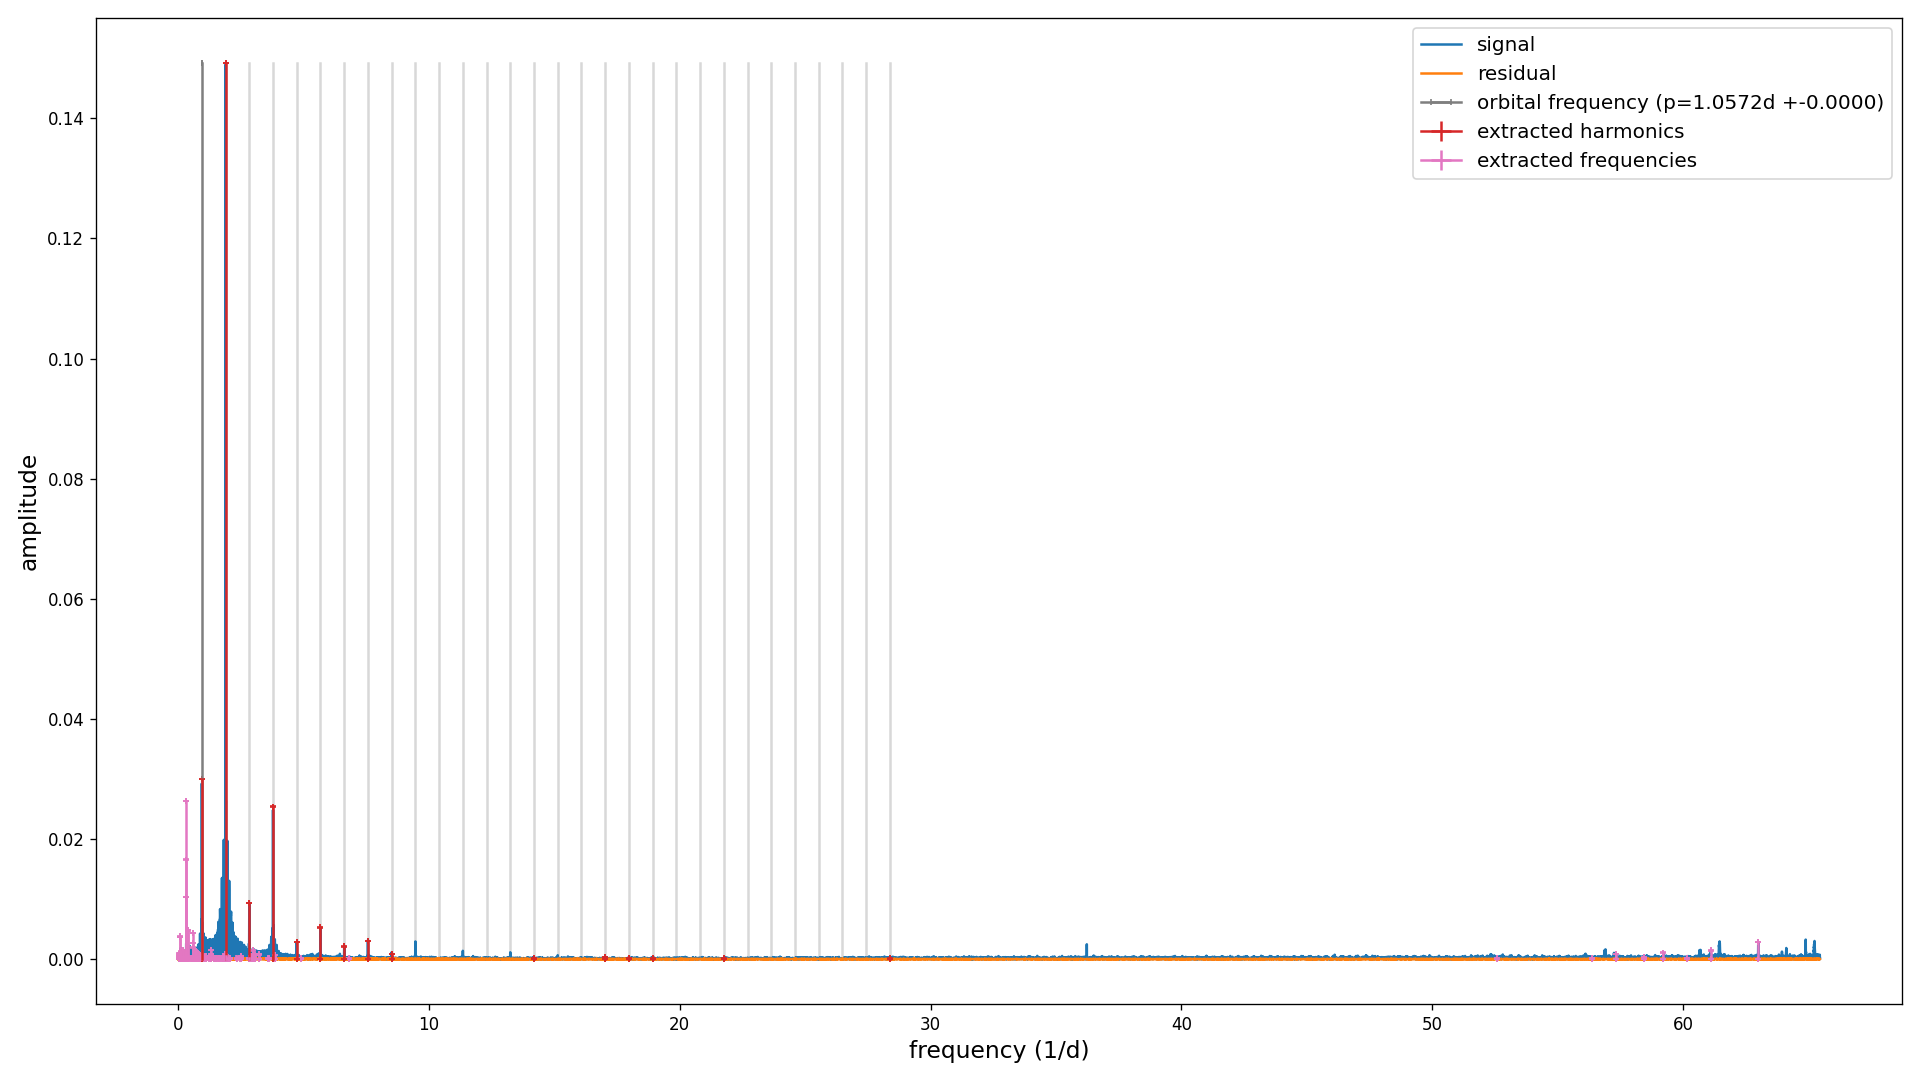 signal
residual
orbital frequency (p=1.0572d +-0.0000)
extracted harmonics
extracted frequencies
0.14
0.12
0.10
0.08
0.06
0.04
0.02
0.00
amplitude
0 10 20 30 40 50 60
frequency (1/d)